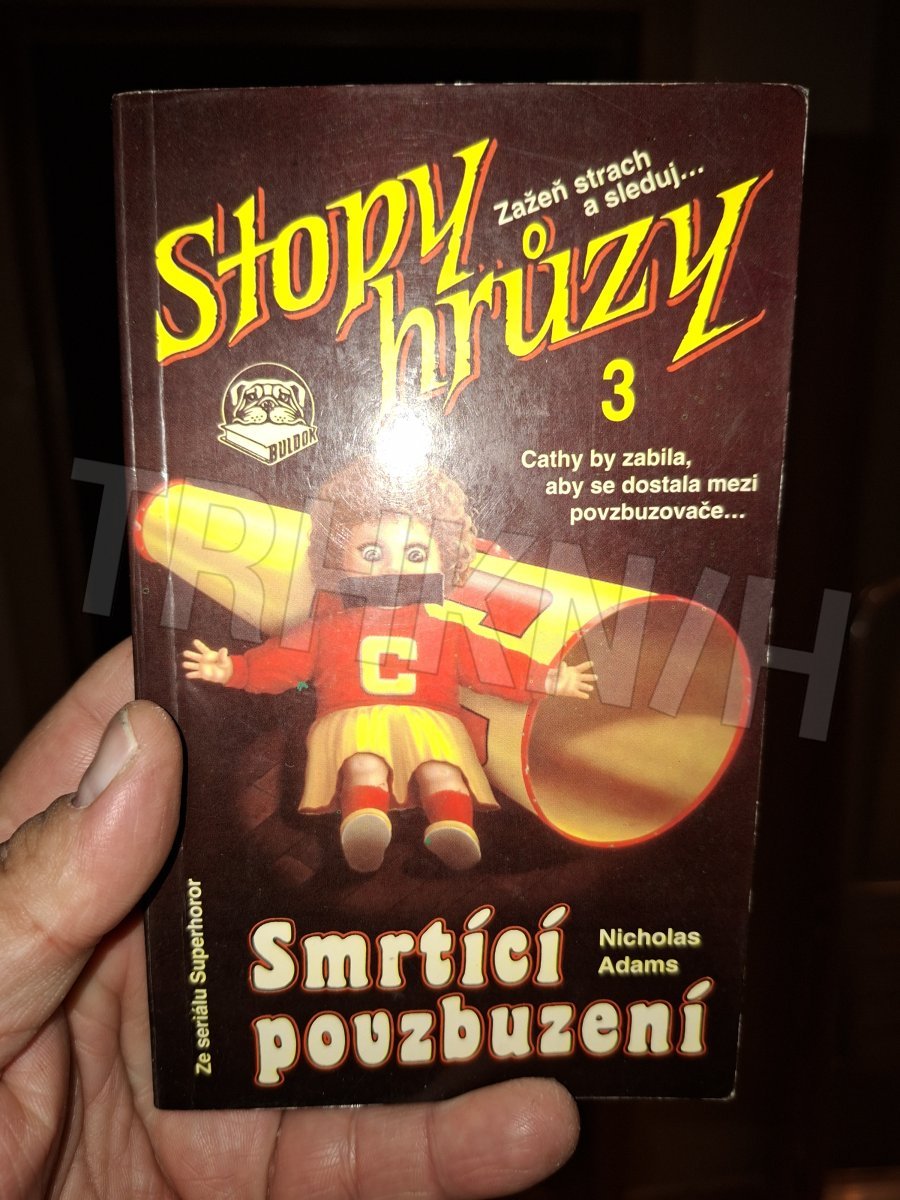 Stopy
hrůzy
Zažeň strach
a sleduj...
3
BULDOK
Cathy by zabila,
aby se dostala mezi
povzbuzovače...
TRHKNIH
C
Ze seriálu Superhoror
Smrtící
povzbuzení
Nicholas
Adams